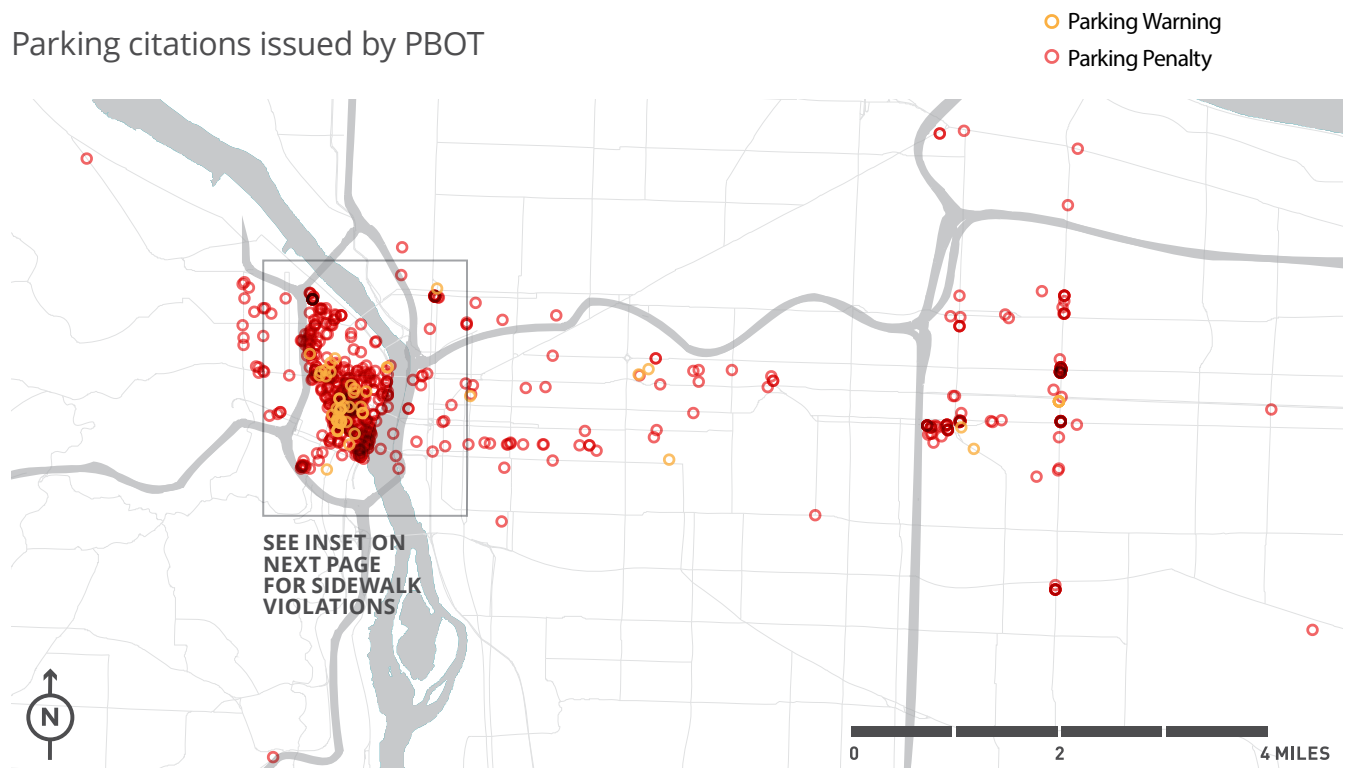 Parking citations issued by PBOT
Parking Warning
Parking Penalty
SEE INSET ON
NEXT PAGE
FOR SIDEWALK
VIOLATIONS
N
0 2 4 MILES